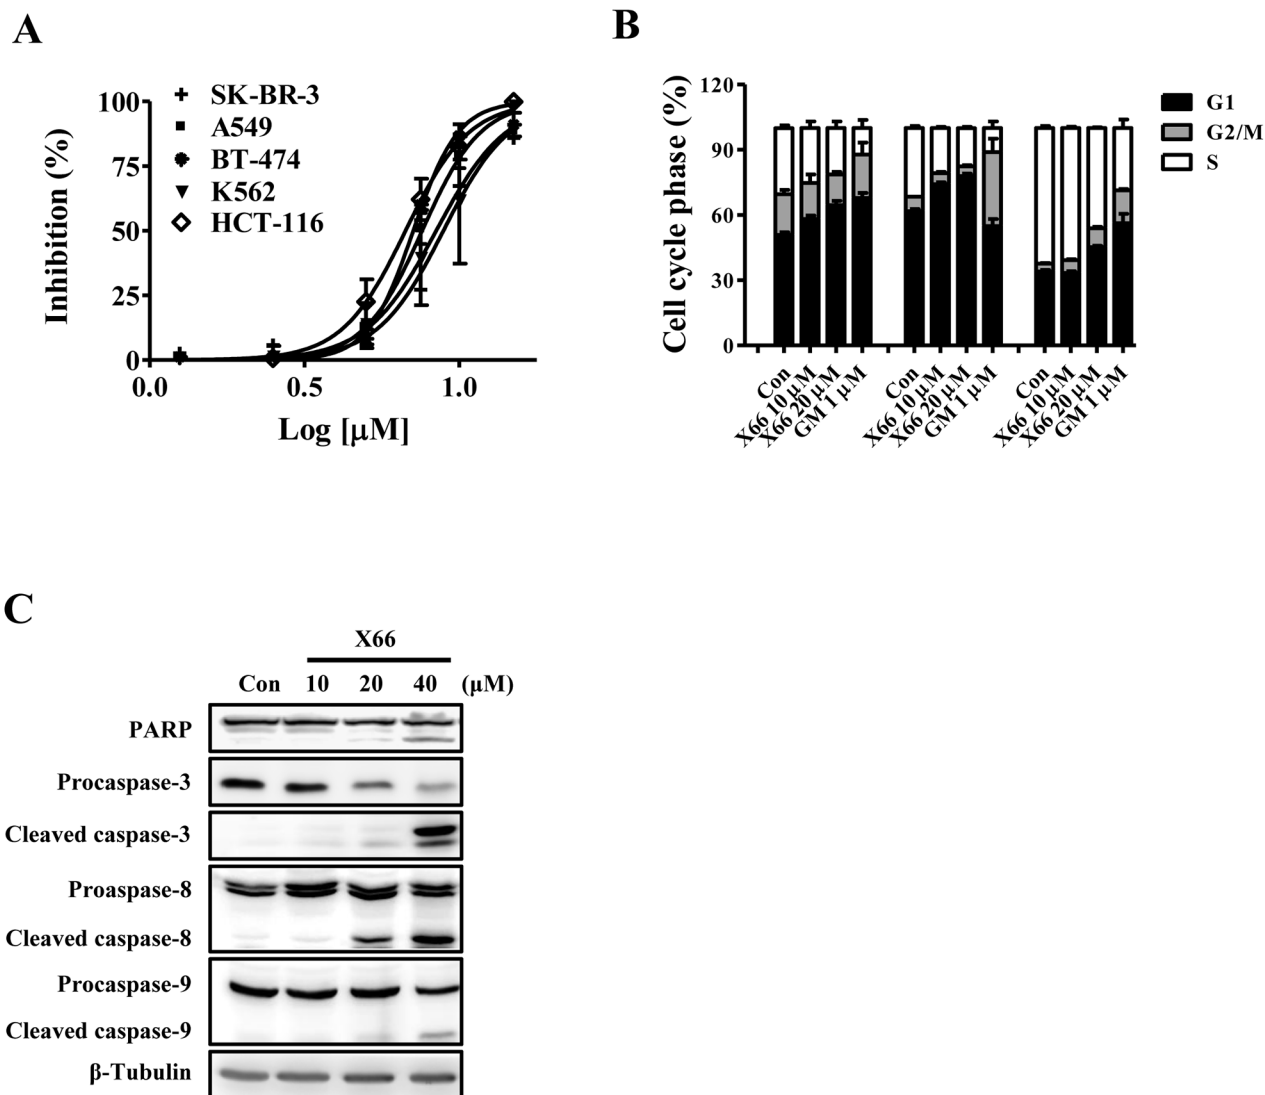 A
SK-BR-3
A549
BT-474
K562
HCT-116
Inhibition (%)
100
75
50
25
0
0.0
0.5
1.0
Log [μM]
B
Cell cycle phase (%)
120
90
60
30
0
G1
G2/M
S
Con
X66 10 μM
X66 20 μM
GM 1 μM
Con
X66 10 μM
X66 20 μM
GM 1 μM
Con
X66 10 μM
X66 20 μM
GM 1 μM
C
X66
Con 10 20 40 (μM)
PARP
Procaspase-3
Cleaved caspase-3
Proaspase-8
Cleaved caspase-8
Procaspase-9
Cleaved caspase-9
β-Tubulin